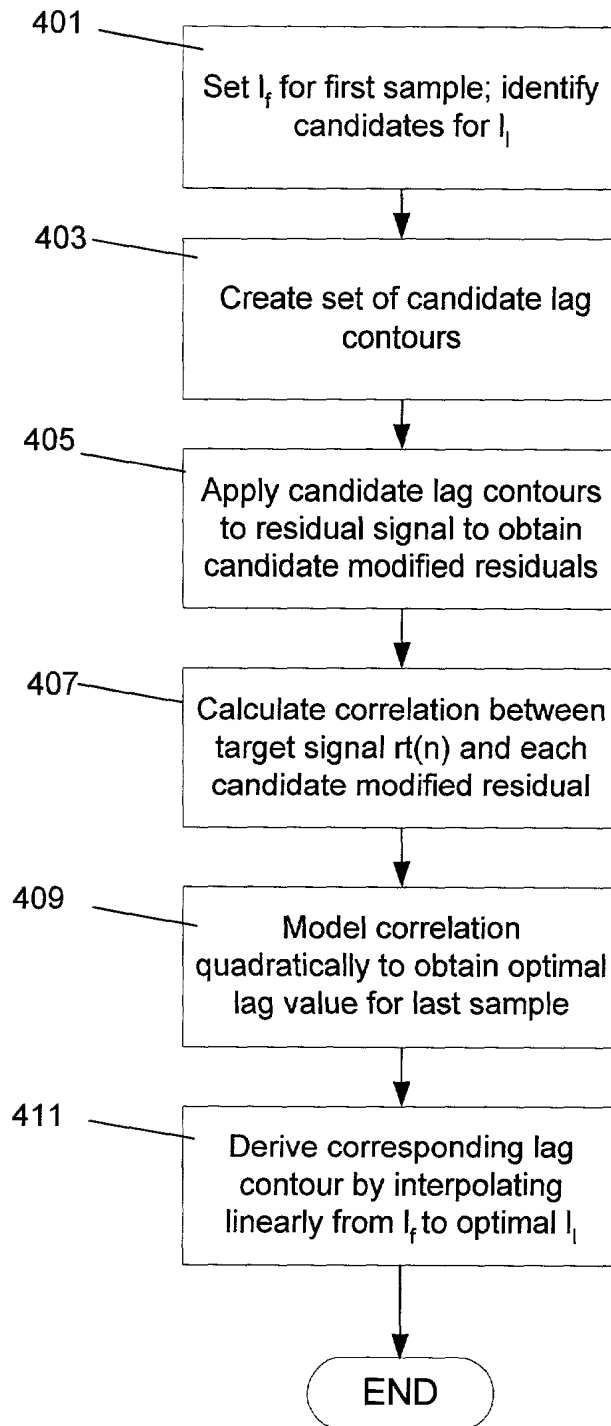 401
Set l_f for first sample; identify
candidates for l_l
403
Create set of candidate lag
contours
405
Apply candidate lag contours
to residual signal to obtain
candidate modified residuals
407
Calculate correlation between
target signal rt(n) and each
candidate modified residual
409
Model correlation
quadratically to obtain optimal
lag value for last sample
411
Derive corresponding lag
contour by interpolating
linearly from l_f to optimal l_l
END